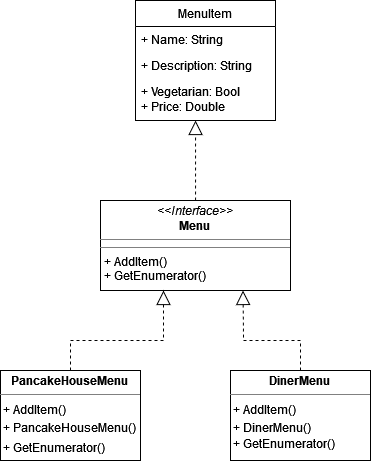 MenuItem
+ Name: String
+ Description: String
+ Vegetarian: Bool
+ Price: Double
<<Interface>>
Menu
+ AddItem()
+ GetEnumerator()
PancakeHouseMenu
+ AddItem()
+ PancakeHouseMenu()
+ GetEnumerator()
DinerMenu
+ AddItem()
+ DinerMenu()
+ GetEnumerator()